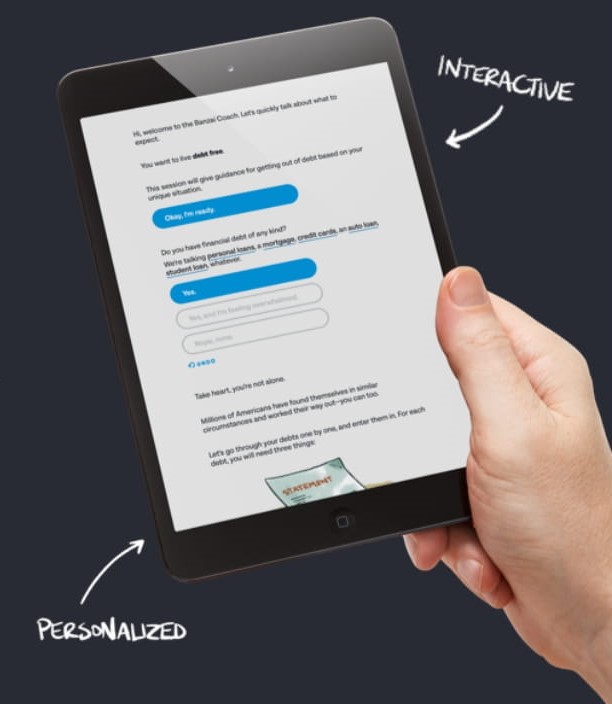 INTERACTIVE
Hi, welcome to the Banzai Coach. Let's quickly talk about what to
expect.
You want to live debt free.
This session will give guidance for getting out of debt based on your
unique situation.
Okay, I'm ready.
Do you have financial debt of any kind?
We're talking personal loans, a mortgage, credit cards, an auto loan,
student loan, whatever.
Yes.
Yes, and I'm feeling overwhelmed.
Nope, none.
UNDO
Take heart, you're not alone.
Millions of Americans have found themselves in similar
circumstances and worked their way out–you can too.
Let's go through your debts one by one, and enter them in. For each
debt, you will need three things:
STATEMENT
PERSONALIZED